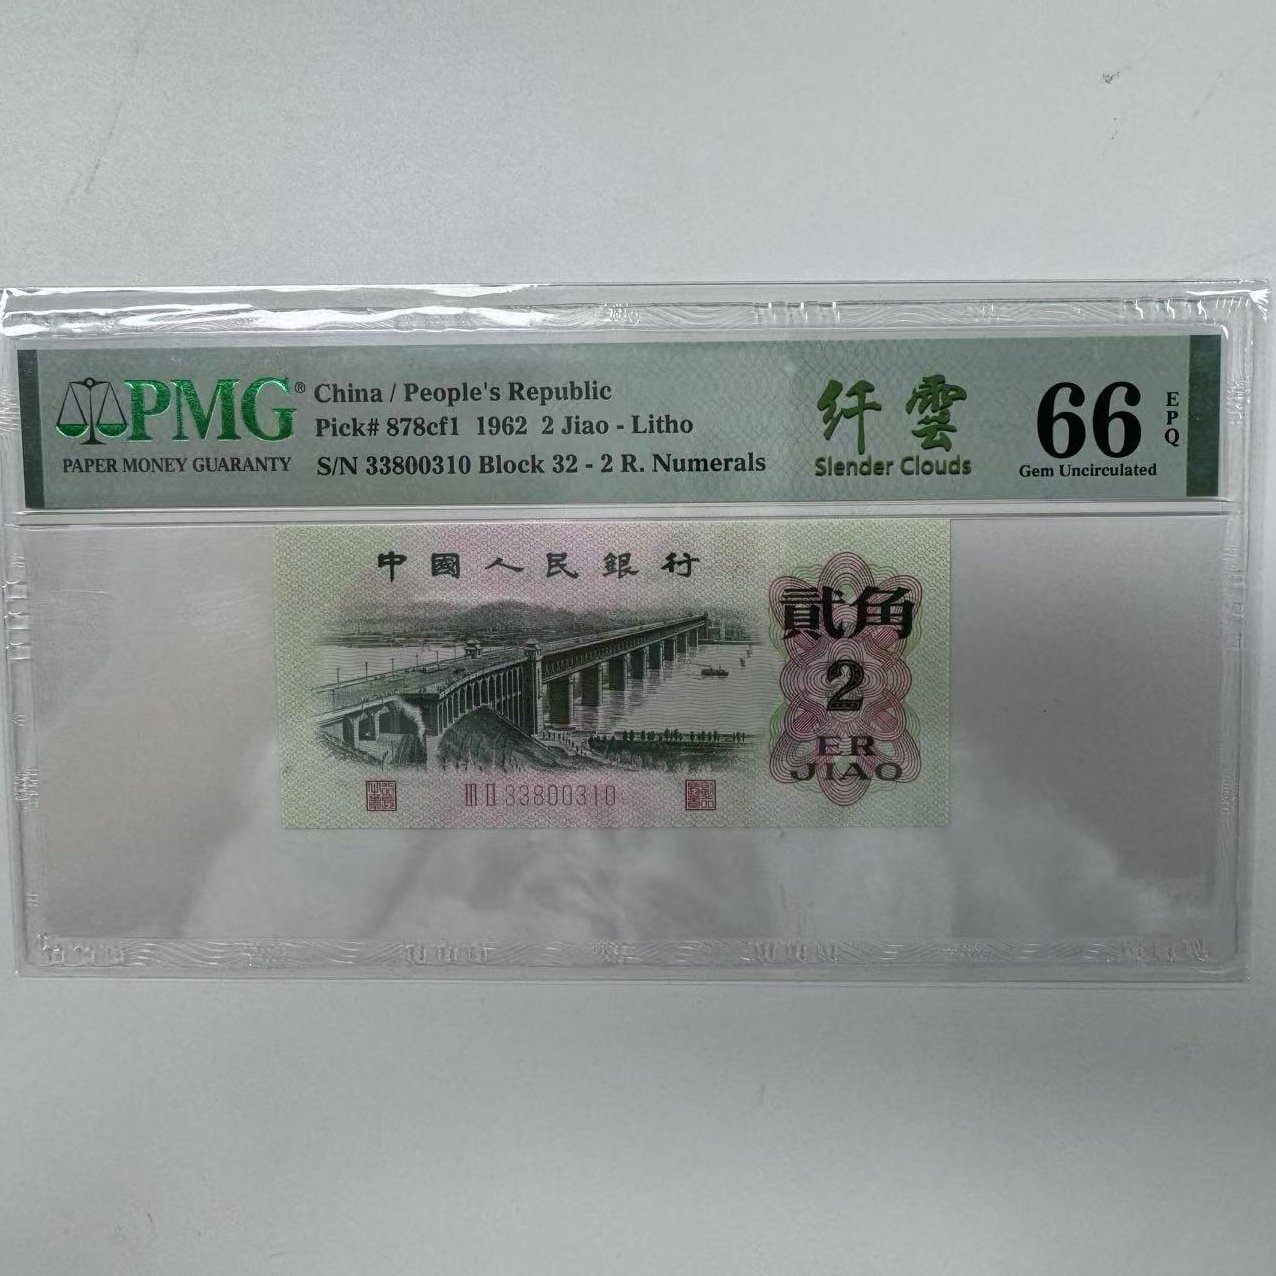 PMG® China / People's Republic
Pick# 878cf1 1962 2 Jiao - Litho
PAPER MONEY GUARANTY S/N 33800310 Block 32 - 2 R. Numerals
纤雲
Slender Clouds
66 EPQ
Gem Uncirculated
中國人民銀行
貳角
2
ER
JIAO
III II 33800310